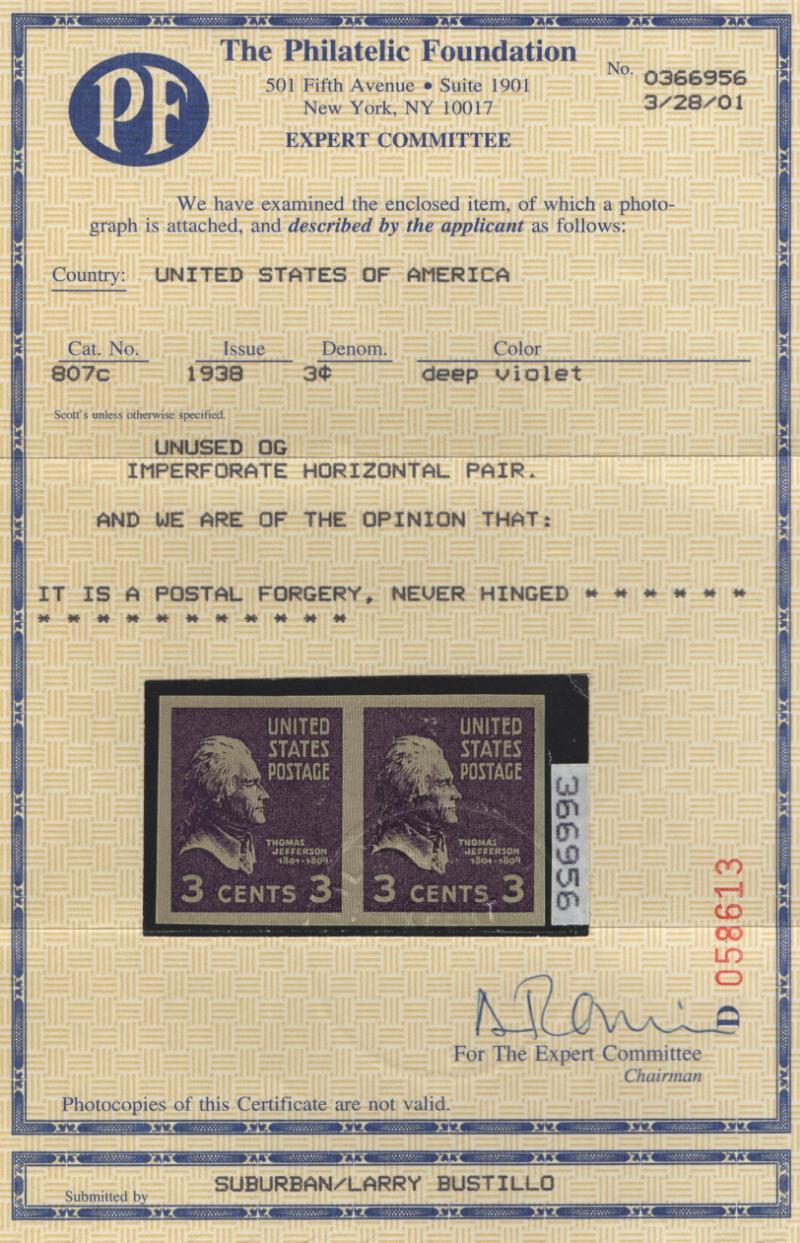 PF
The Philatelic Foundation
501 Fifth Avenue • Suite 1901
New York, NY 10017
EXPERT COMMITTEE
No. 0366956
3/28/01
We have examined the enclosed item, of which a photo-
graph is attached, and described by the applicant as follows:
Country: UNITED STATES OF AMERICA
Cat. No. Issue Denom. Color
807c 1938 3¢ deep violet
Scott's unless otherwise specified.
UNUSED OG
IMPERFORATE HORIZONTAL PAIR.
AND WE ARE OF THE OPINION THAT:
IT IS A POSTAL FORGERY, NEVER HINGED * * * * * *
* * * * * * * * * * *
UNITED
STATES
POSTAGE
THOMAS
JEFFERSON
1801-1809
3 CENTS 3
UNITED
STATES
POSTAGE
THOMAS
JEFFERSON
1801-1809
3 CENTS 3
366956
D 058613
For The Expert Committee
Chairman
Photocopies of this Certificate are not valid.
Submitted by SUBURBAN/LARRY BUSTILLO